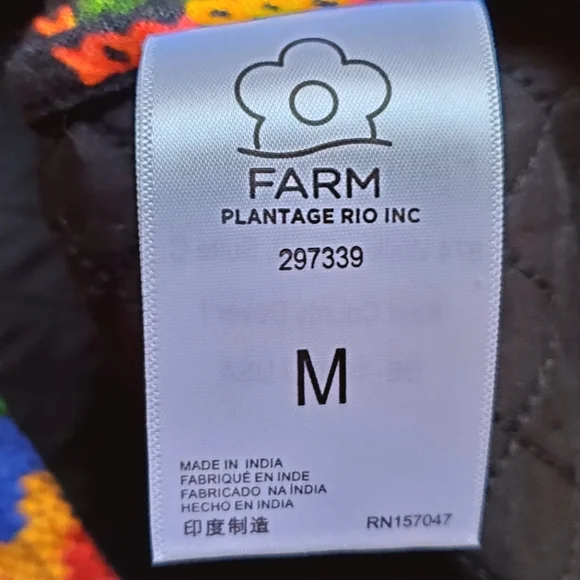 FARM
PLANTAGE RIO INC
297339
M
MADE IN INDIA
FABRIQUÉ EN INDE
FABRICADO NA ÍNDIA
HECHO EN INDIA
印度制造
RN157047